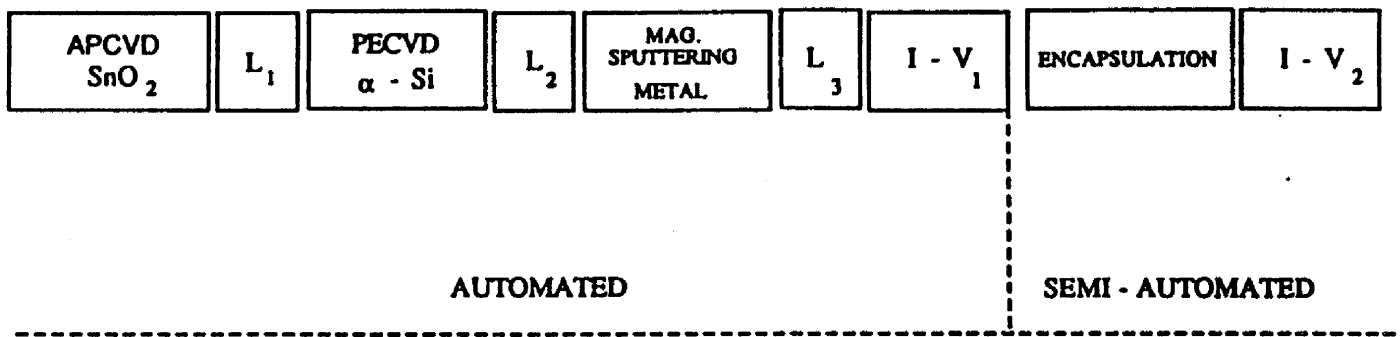 APCVD
SnO₂
L₁
PECVD
α - Si
L₂
MAG.
SPUTTERING
METAL
L₃
I - V₁
ENCAPSULATION
I - V₂
AUTOMATED
SEMI - AUTOMATED